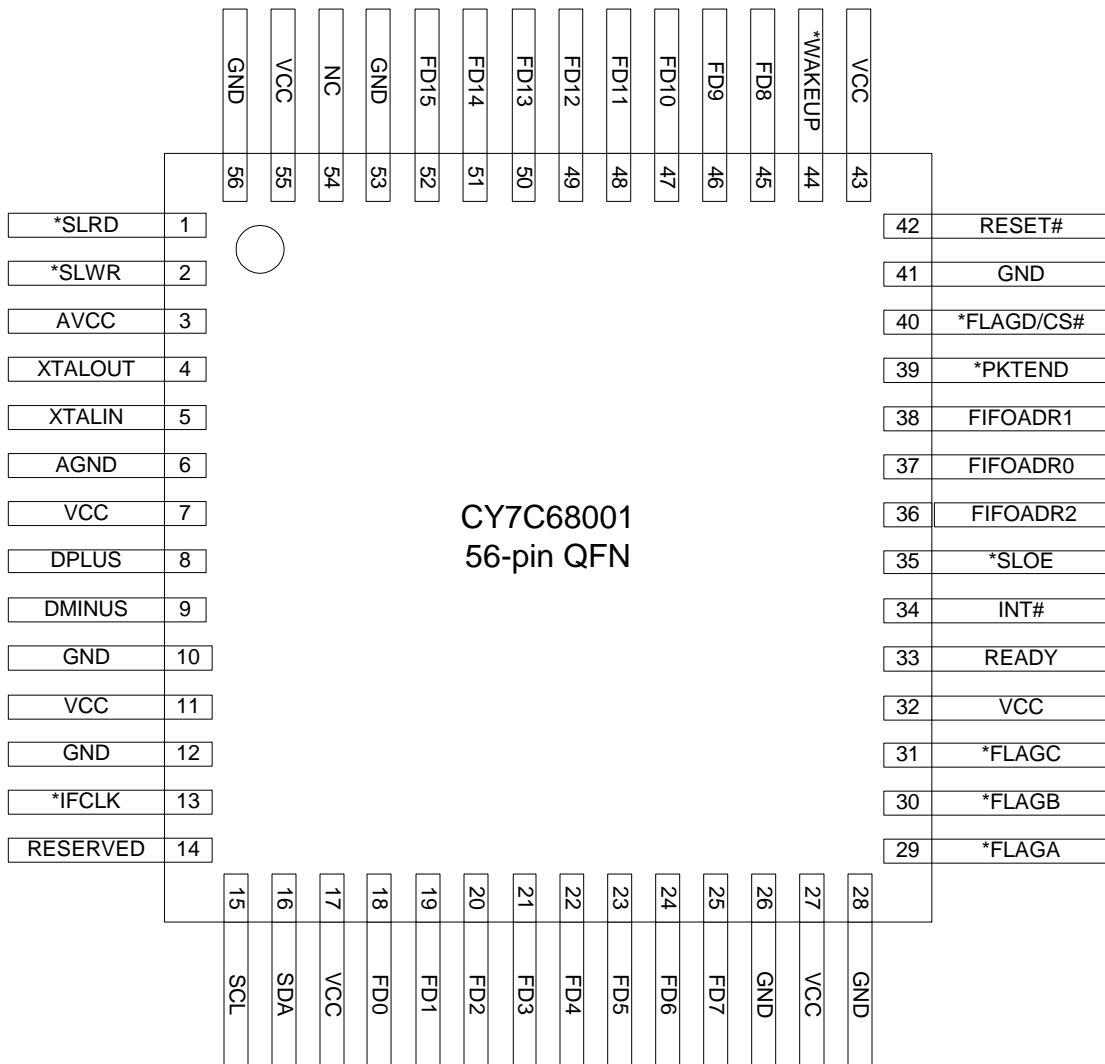 GND VCC NC GND FD15 FD14 FD13 FD12 FD11 FD10 FD9 FD8 *WAKEUP VCC
56 55 54 53 52 51 50 49 48 47 46 45 44 43
*SLRD 1
*SLWR 2
AVCC 3
XTALOUT 4
XTALIN 5
AGND 6
VCC 7
DPLUS 8
DMINUS 9
GND 10
VCC 11
GND 12
*IFCLK 13
RESERVED 14
CY7C68001
56-pin QFN
42 RESET#
41 GND
40 *FLAGD/CS#
39 *PKTEND
38 FIFOADR1
37 FIFOADR0
36 FIFOADR2
35 *SLOE
34 INT#
33 READY
32 VCC
31 *FLAGC
30 *FLAGB
29 *FLAGA
15 16 17 18 19 20 21 22 23 24 25 26 27 28
SCL SDA VCC FD0 FD1 FD2 FD3 FD4 FD5 FD6 FD7 GND VCC GND